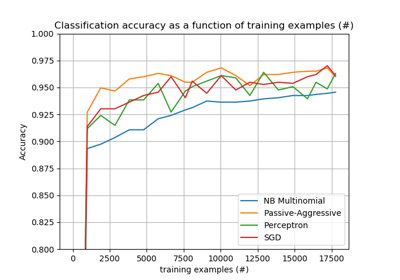 Classification accuracy as a function of training examples (#)
1.000
0.975
0.950
0.925
0.900
0.875
0.850
0.825
0.800
Accuracy
NB Multinomial
Passive-Aggressive
Perceptron
SGD
0 2500 5000 7500 10000 12500 15000 17500
training examples (#)